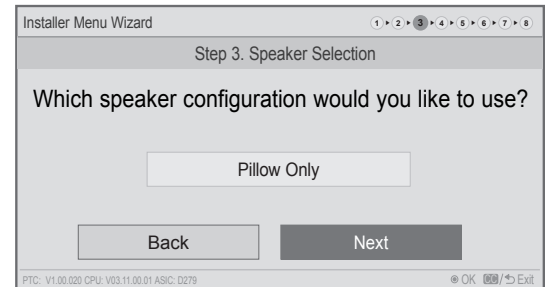 Installer Menu Wizard 1 2 3 4 5 6 7 8
Step 3. Speaker Selection
Which speaker configuration would you like to use?
Pillow Only
Back Next
PTC: V1.00.020 CPU: V03.11.00.01 ASIC: D279 OK CC/ Exit